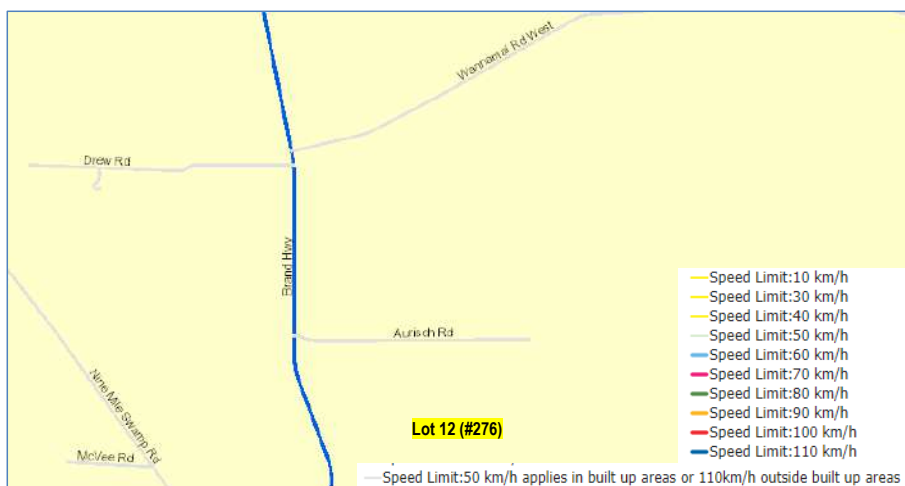 Wannamal Rd West
Drew Rd
Brand Hwy
Aurisch Rd
Nine Mile Swamp Rd
McVee Rd
Lot 12 (#276)
Speed Limit:10 km/h
Speed Limit:30 km/h
Speed Limit:40 km/h
Speed Limit:50 km/h
Speed Limit:60 km/h
Speed Limit:70 km/h
Speed Limit:80 km/h
Speed Limit:90 km/h
Speed Limit:100 km/h
Speed Limit:110 km/h
Speed Limit:50 km/h applies in built up areas or 110km/h outside built up areas